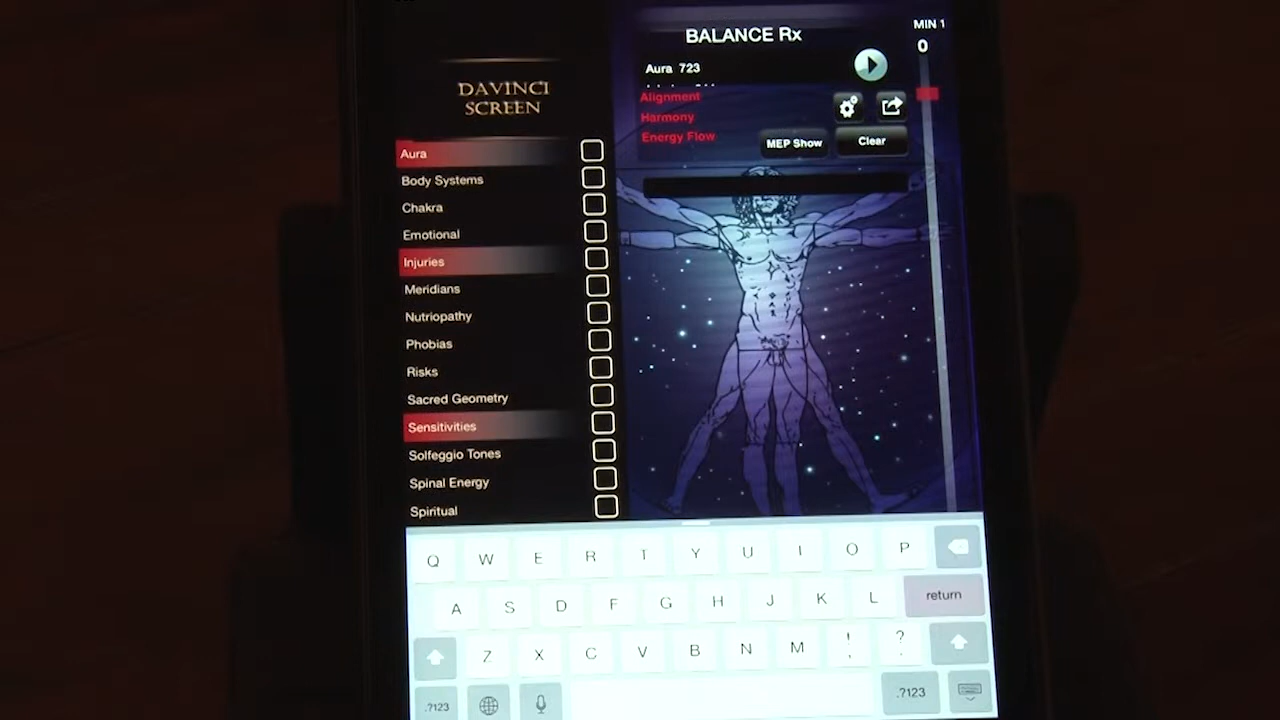 DAVINCI
SCREEN
Aura
Body Systems
Chakra
Emotional
Injuries
Meridians
Nutriopathy
Phobias
Risks
Sacred Geometry
Sensitivities
Solfeggio Tones
Spinal Energy
Spiritual
BALANCE Rx
Aura 723
Alignment
Harmony
Energy Flow
MEP Show
Clear
MIN 1
0
Q W E R T Y U I O P
A S D F G H J K L return
Z X C V B N M ! , ? .
.?123 .?123